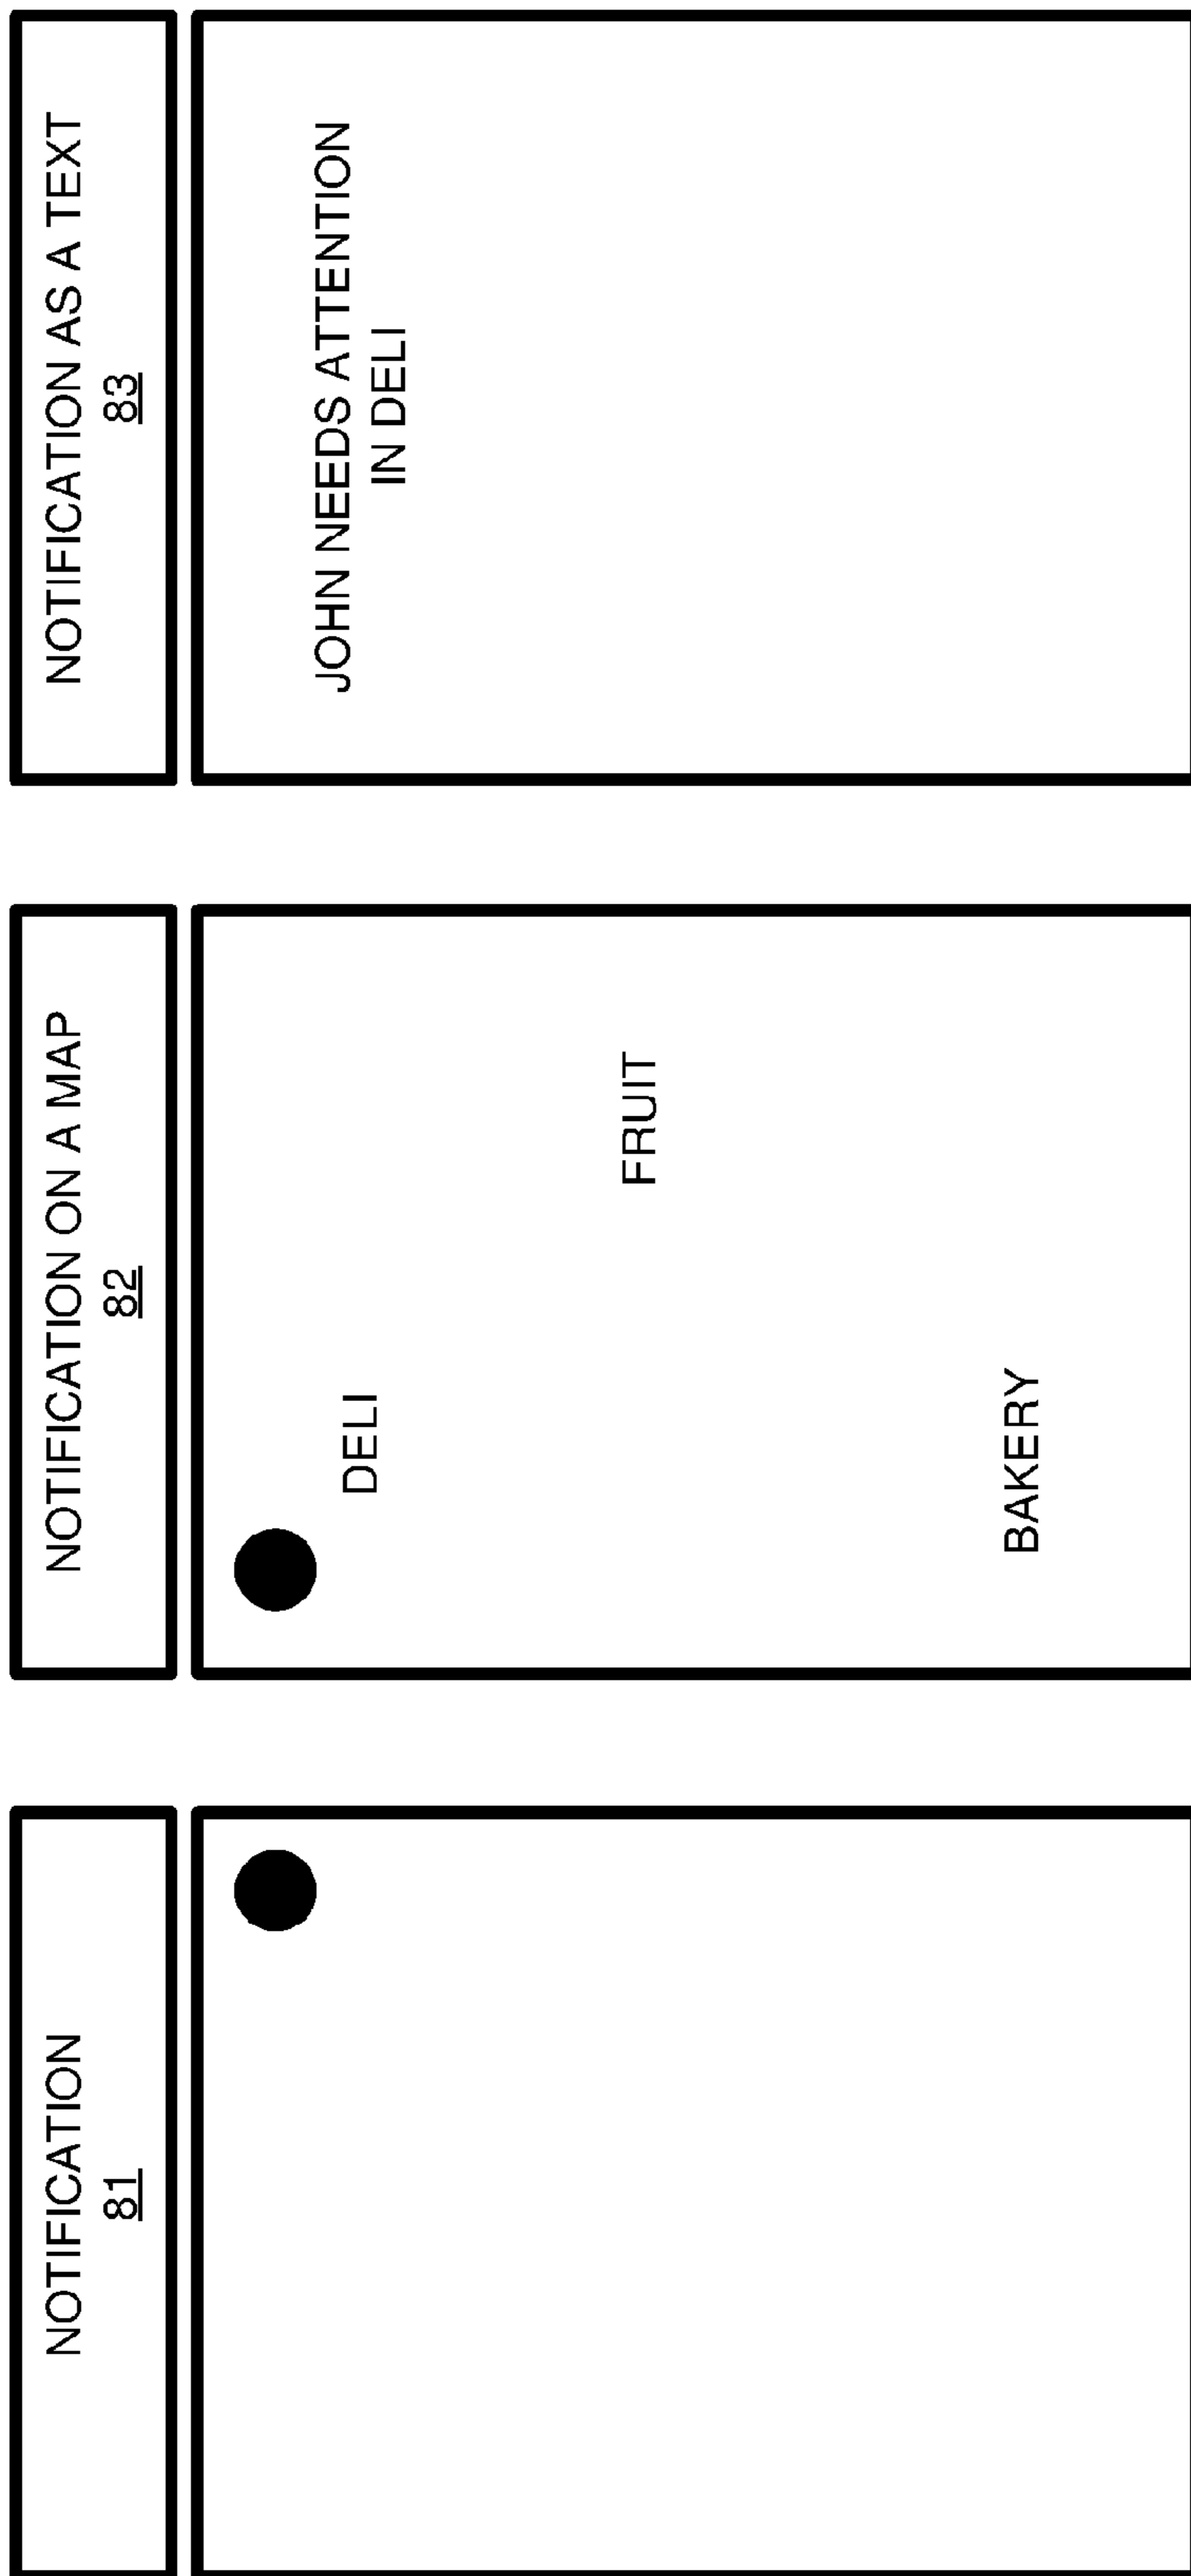 NOTIFICATION
81
NOTIFICATION ON A MAP
82
DELI
FRUIT
BAKERY
NOTIFICATION AS A TEXT
83
JOHN NEEDS ATTENTION
IN DELI